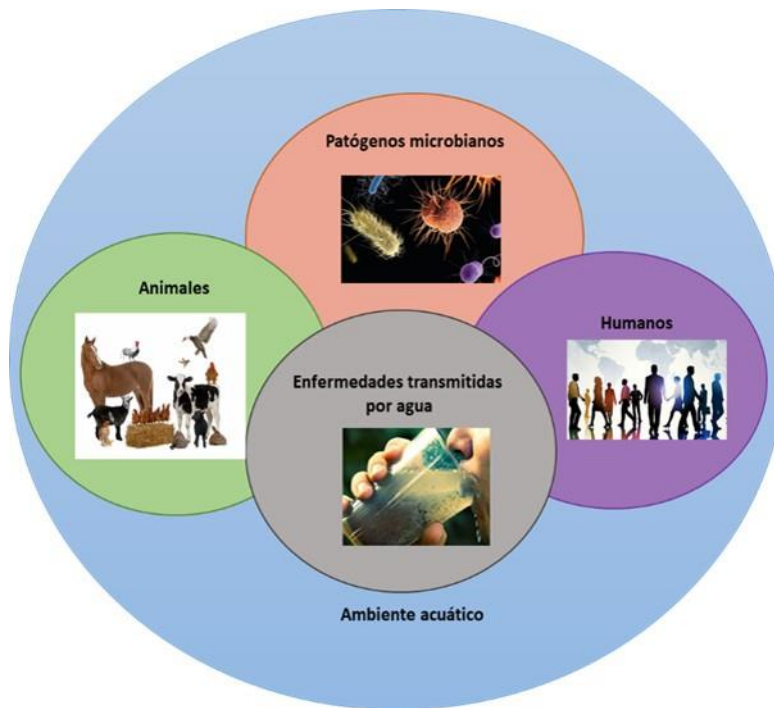 Patógenos microbianos
Animales
Humanos
Enfermedades transmitidas
por agua
Ambiente acuático